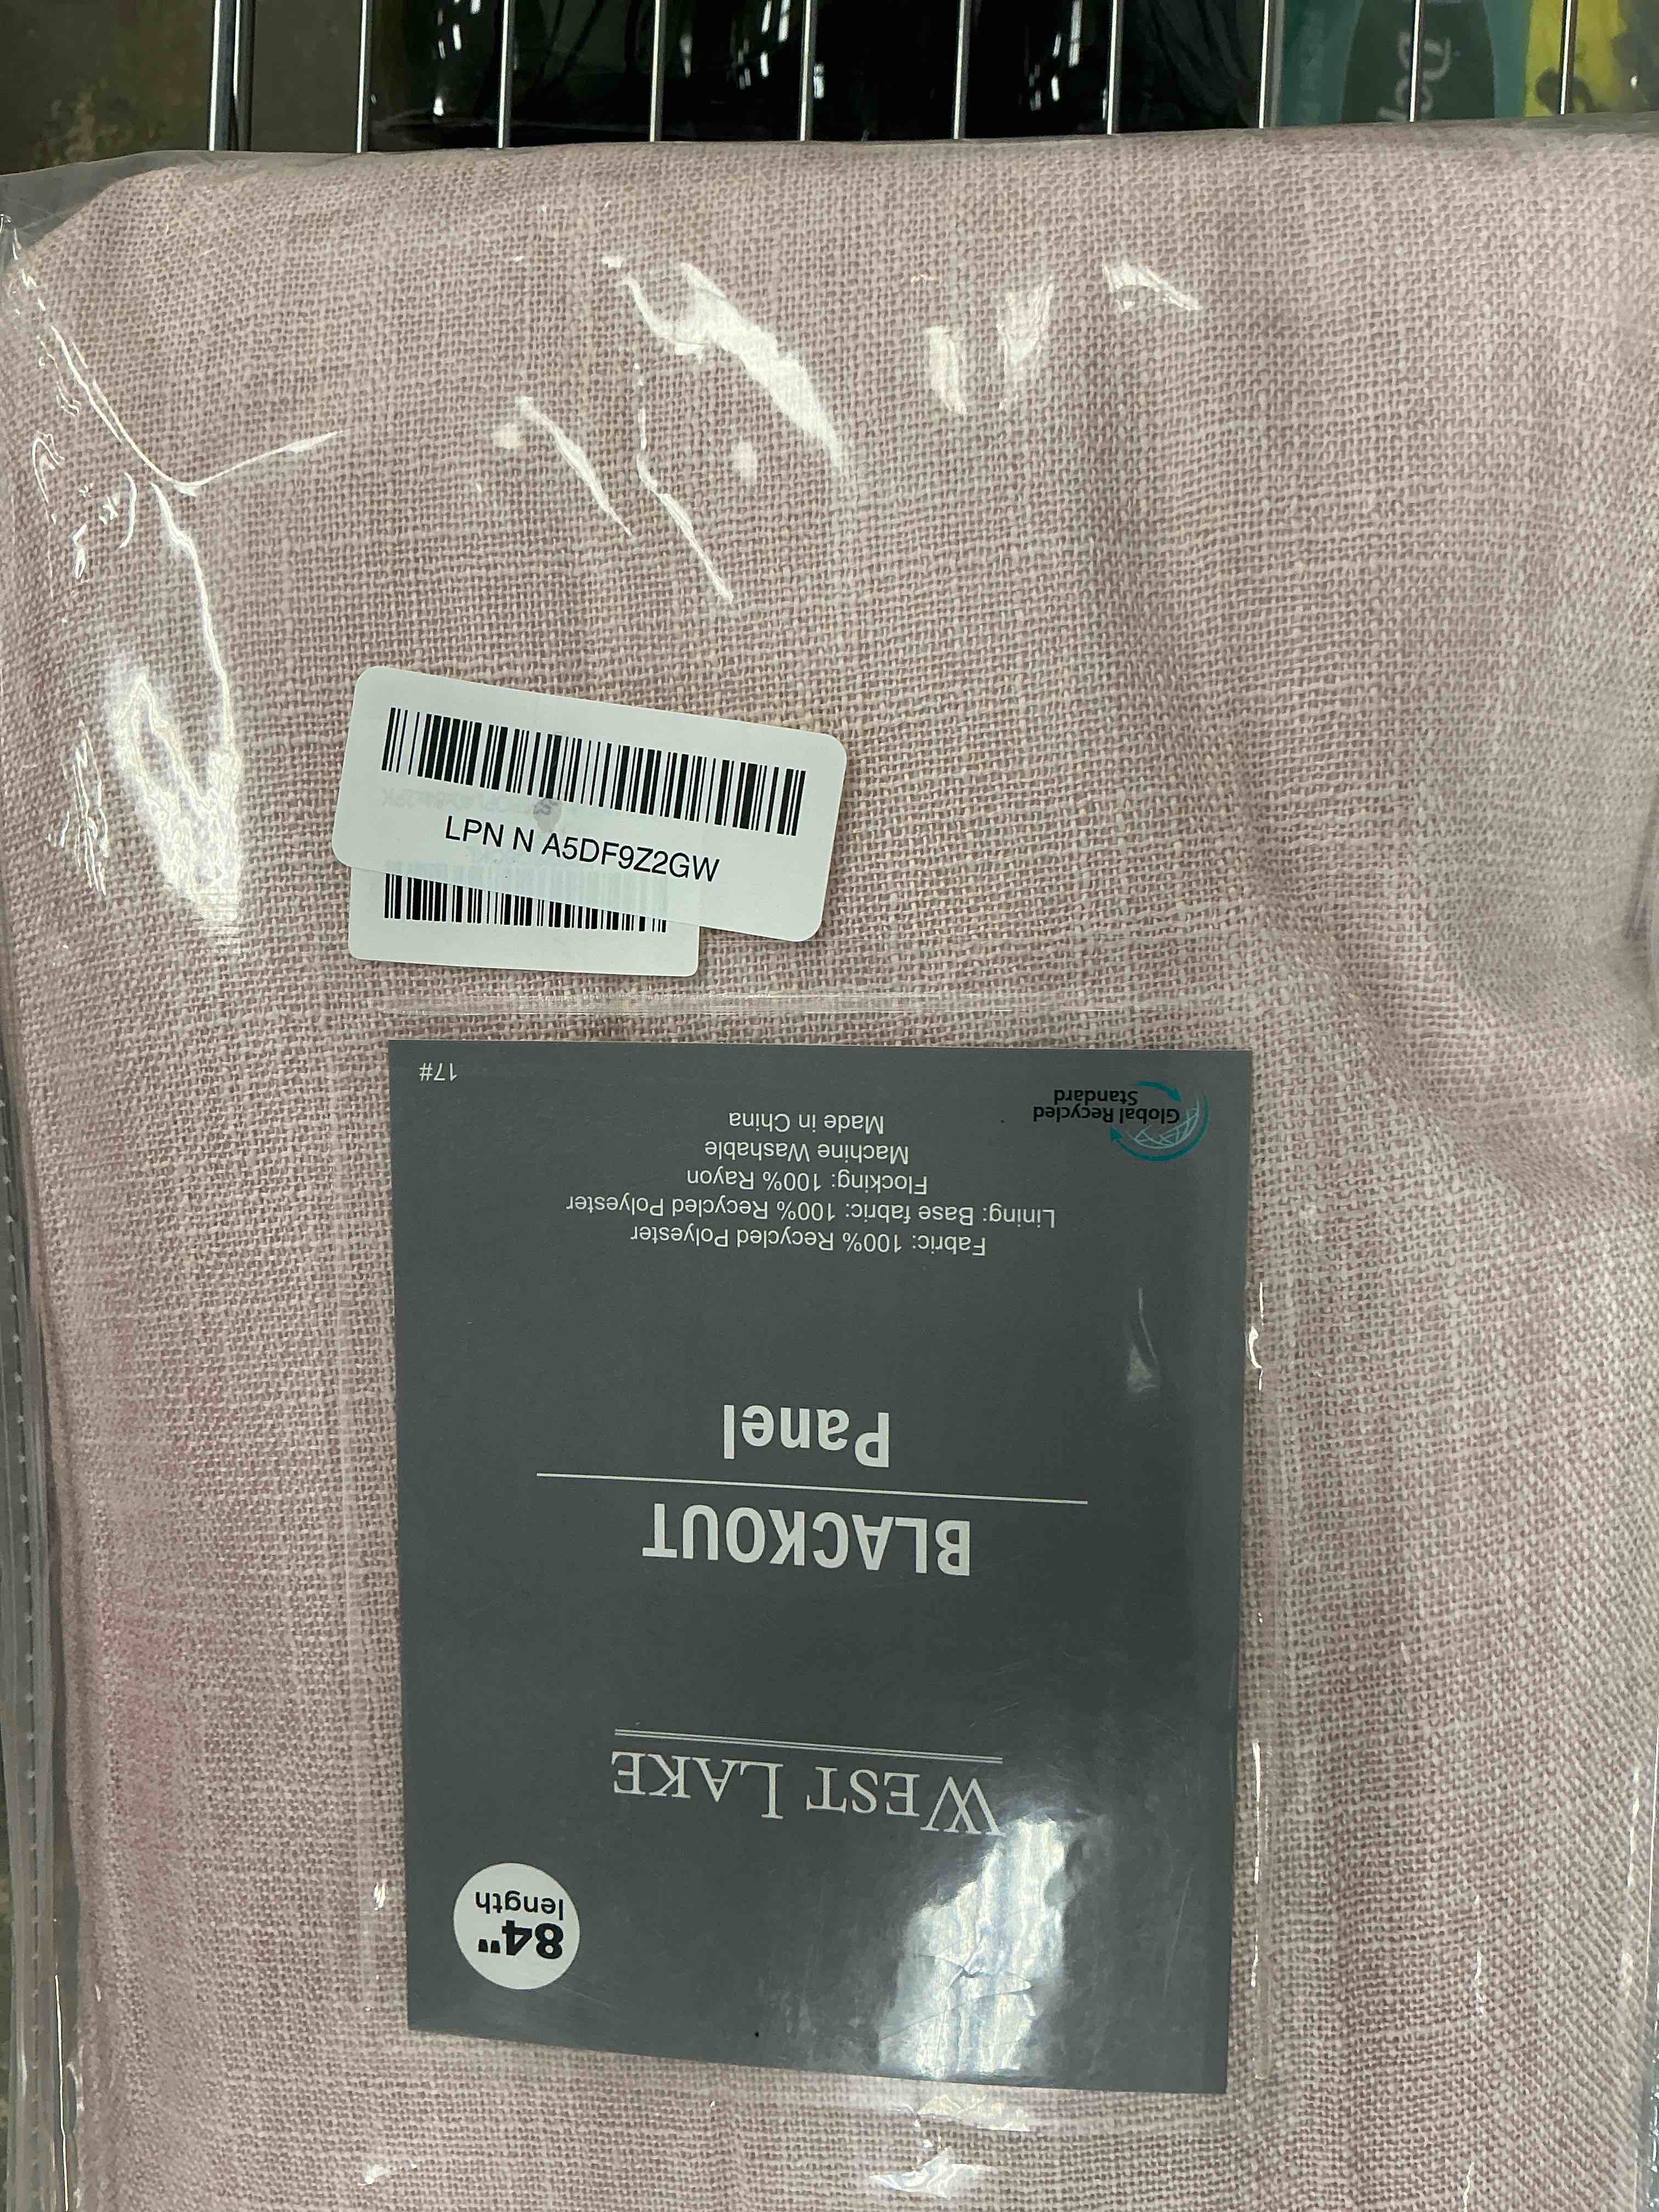 LPN N A5DF9Z2GW
84"
length
WEST LAKE
BLACKOUT
Panel
Fabric: 100% Recycled Polyester
Lining: Base fabric: 100% Recycled Polyester
Flocking: 100% Rayon
Machine Washable
Made in China
Global Recycled
Standard
17#